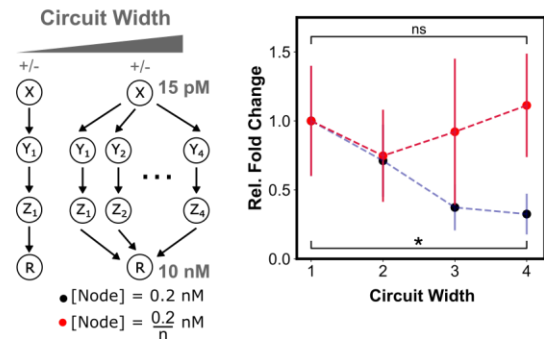 Circuit Width
+/- +/-
X X 15 pM
Y1 Y1 Y2 Y4
...
Z1 Z1 Z2 Z4
R R 10 nM
[Node] = 0.2 nM
[Node] = 0.2/n nM
ns
1.5
1.0
0.5
0.0
Rel. Fold Change
*
1 2 3 4
Circuit Width